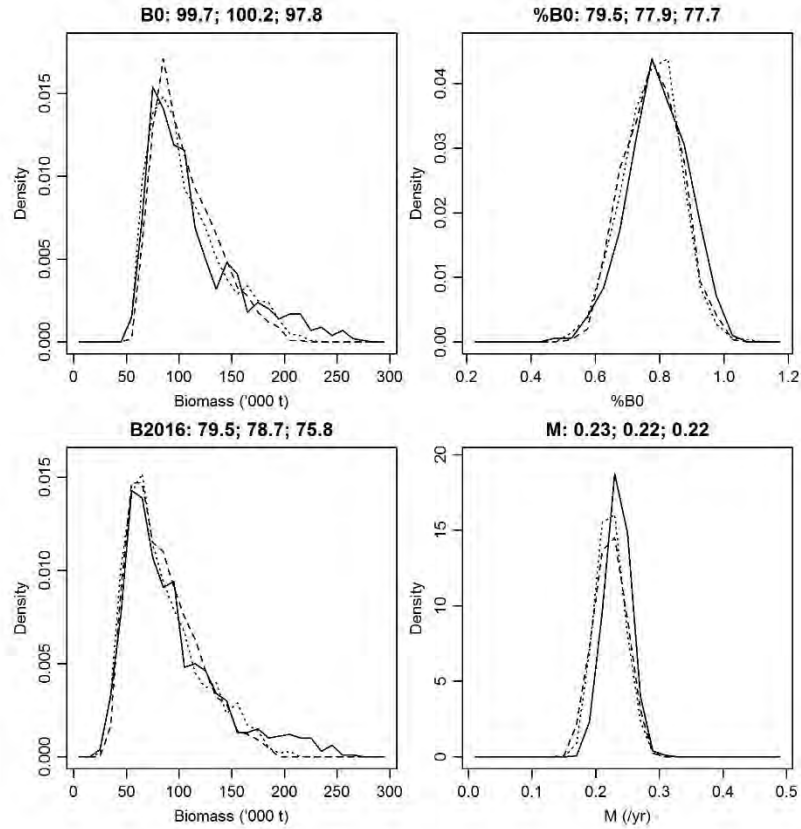 B0: 99.7; 100.2; 97.8
Density
0.000 0.005 0.010 0.015
0 50 100 150 200 250 300
Biomass ('000 t)
%B0: 79.5; 77.9; 77.7
Density
0.00 0.01 0.02 0.03 0.04
0.2 0.4 0.6 0.8 1.0 1.2
%B0
B2016: 79.5; 78.7; 75.8
Density
0.000 0.005 0.010 0.015
0 50 100 150 200 250 300
Biomass ('000 t)
M: 0.23; 0.22; 0.22
Density
0 5 10 15 20
0.0 0.1 0.2 0.3 0.4 0.5
M (/yr)